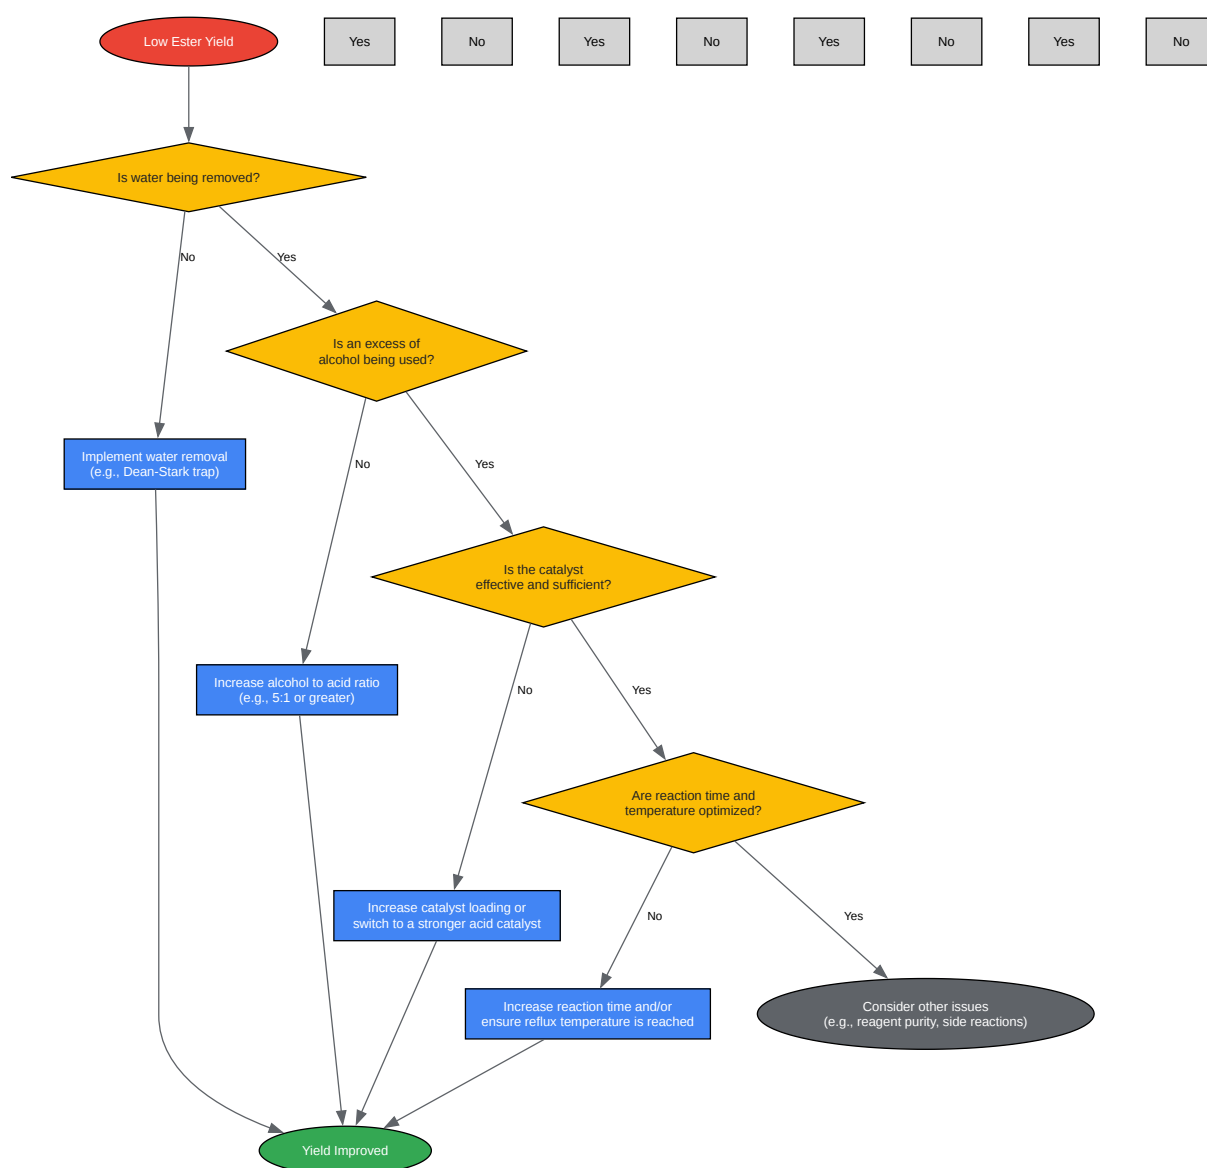 Low Ester Yield
Yes
No
Yes
No
Yes
No
Yes
No
Is water being removed?
No
Yes
Is an excess of
alcohol being used?
Implement water removal
(e.g., Dean-Stark trap)
No
Yes
Is the catalyst
effective and sufficient?
Increase alcohol to acid ratio
(e.g., 5:1 or greater)
No
Yes
Are reaction time and
temperature optimized?
Increase catalyst loading or
switch to a stronger acid catalyst
No
Yes
Increase reaction time and/or
ensure reflux temperature is reached
Consider other issues
(e.g., reagent purity, side reactions)
Yield Improved